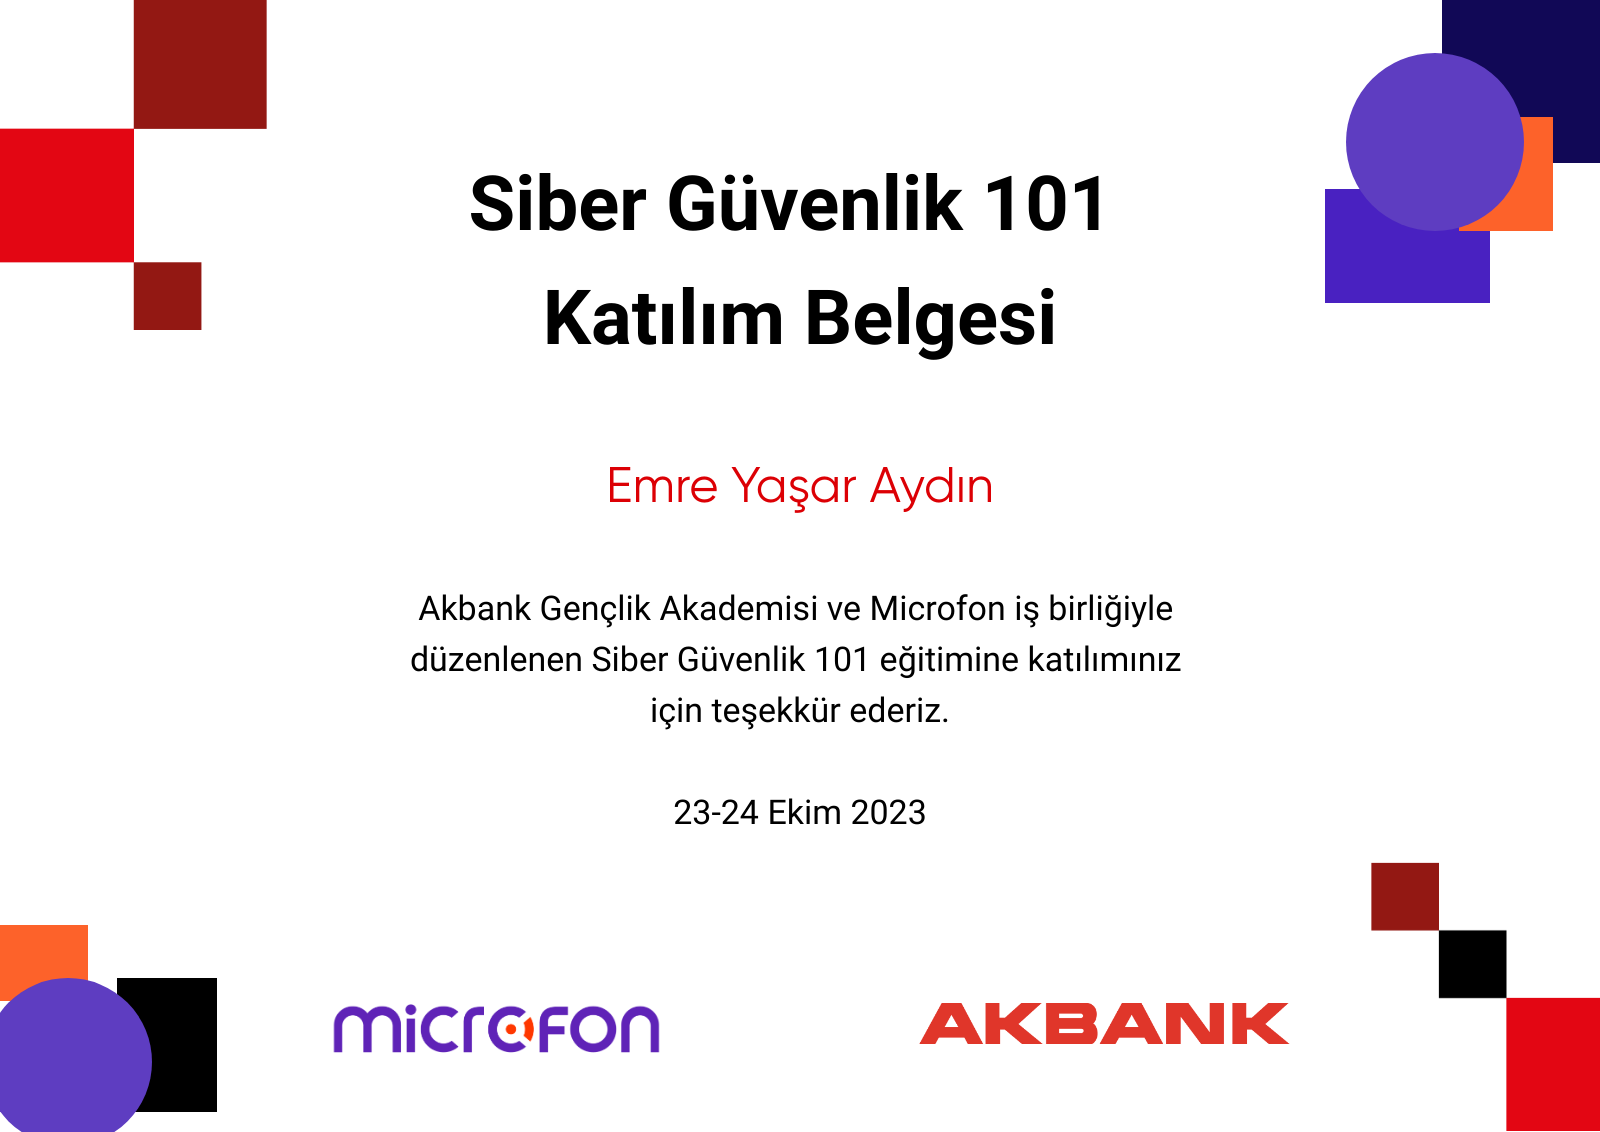 Siber Güvenlik 101
Katılım Belgesi
Emre Yaşar Aydın
Akbank Gençlik Akademisi ve Microfon iş birliğiyle
düzenlenen Siber Güvenlik 101 eğitimine katılımınız
için teşekkür ederiz.
23-24 Ekim 2023
microfon
AKBANK